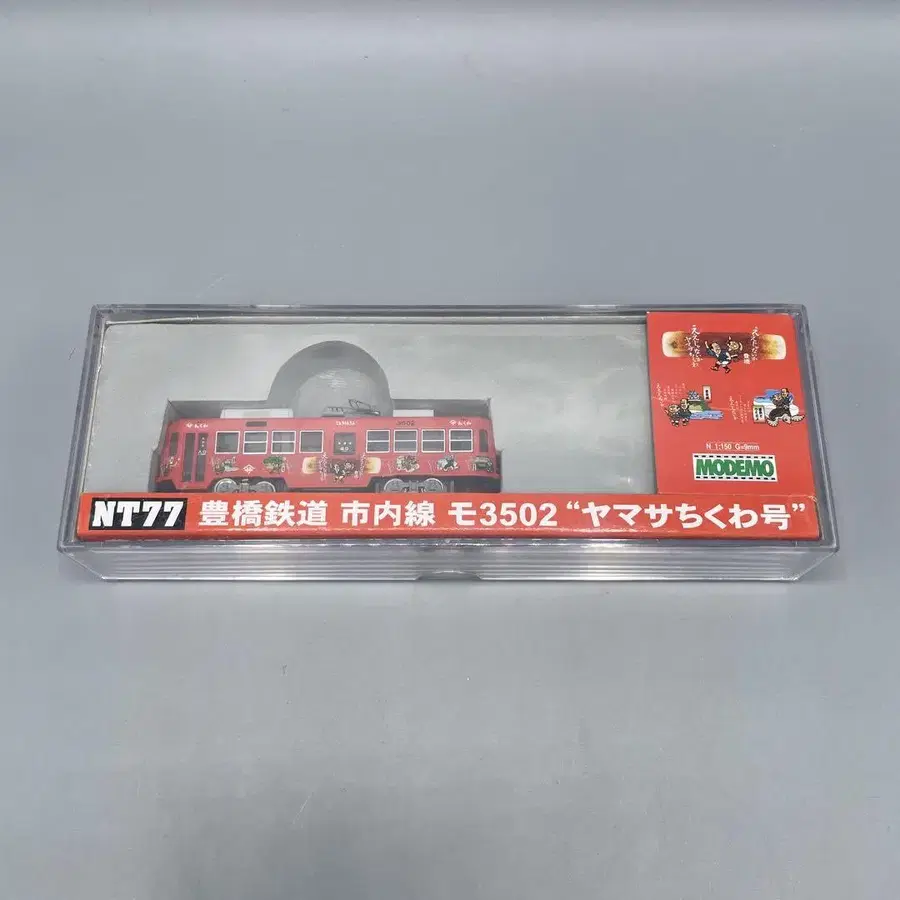 N 1:150 G=9mm
MODEMO
3502
NT77 豊橋鉄道 市内線 モ3502 “ヤマサちくわ号”